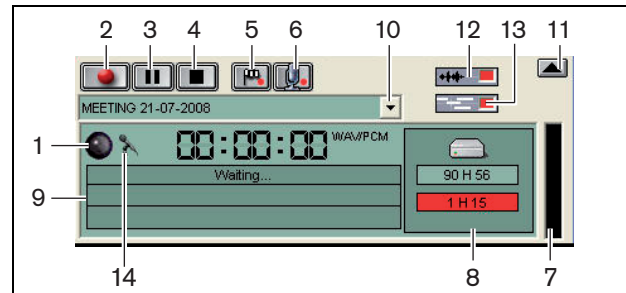 2 3 4 5 6 10 12 13 11
MEETING 21-07-2008
1
00:00:00 WAV/PCM
Waiting...
90 H 56
9
1 H 15
14 8 7